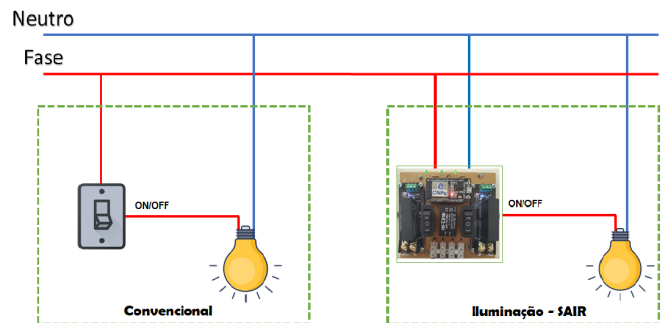 Neutro
Fase
ON/OFF
ON/OFF
Convencional
Iluminação - SAIR